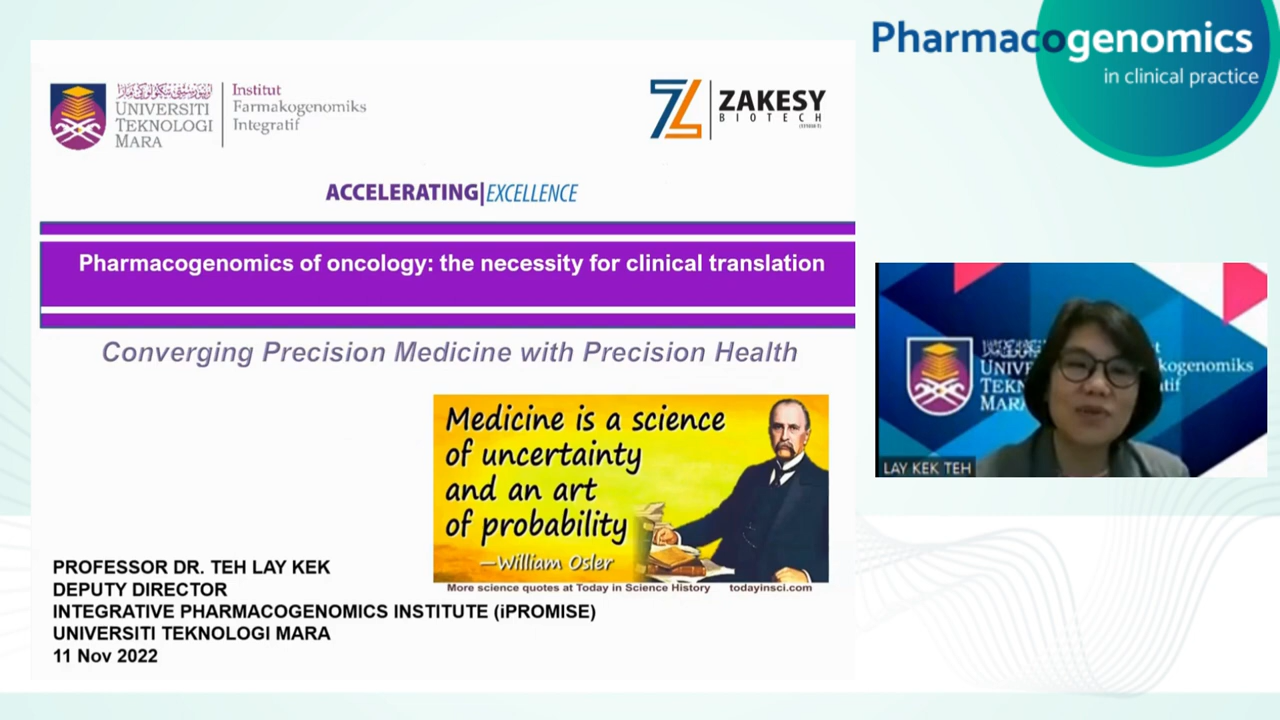 Pharmacogenomics
in clinical practice
UNIVERSITI
TEKNOLOGI
MARA
Institut
Farmakogenomiks
Integratif
ZAKESY
BIOTECH
ACCELERATING|EXCELLENCE
Pharmacogenomics of oncology: the necessity for clinical translation
Converging Precision Medicine with Precision Health
Medicine is a science
of uncertainty
and an art
of probability
—William Osler
More science quotes at Today in Science History todayinsci.com
PROFESSOR DR. TEH LAY KEK
DEPUTY DIRECTOR
INTEGRATIVE PHARMACOGENOMICS INSTITUTE (iPROMISE)
UNIVERSITI TEKNOLOGI MARA
11 Nov 2022
LAY KEK TEH